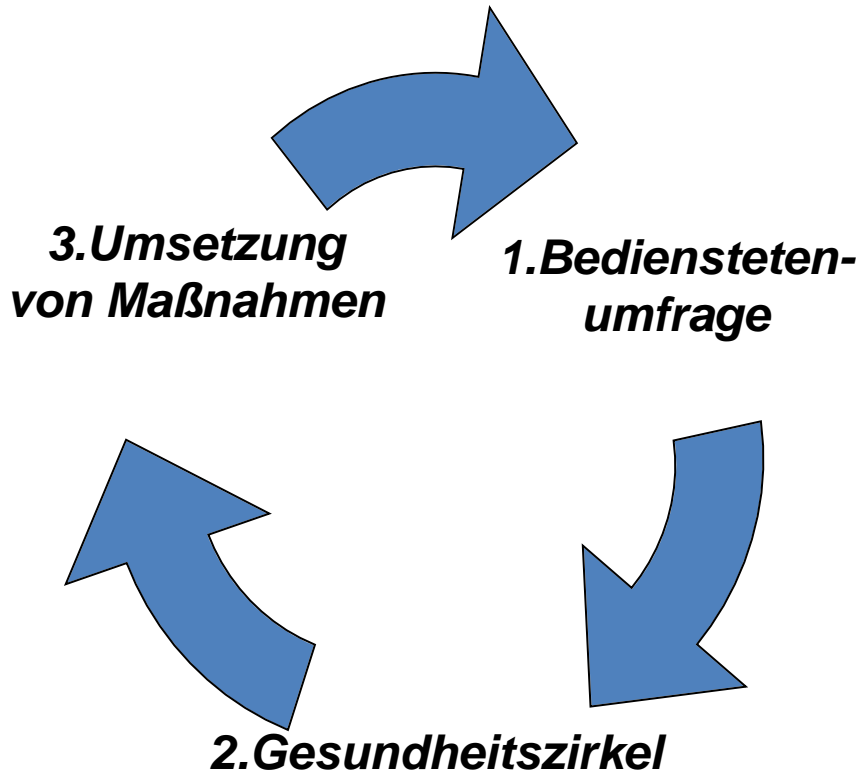 3.Umsetzung
von Maßnahmen
1.Bediensteten-
umfrage
2.Gesundheitszirkel